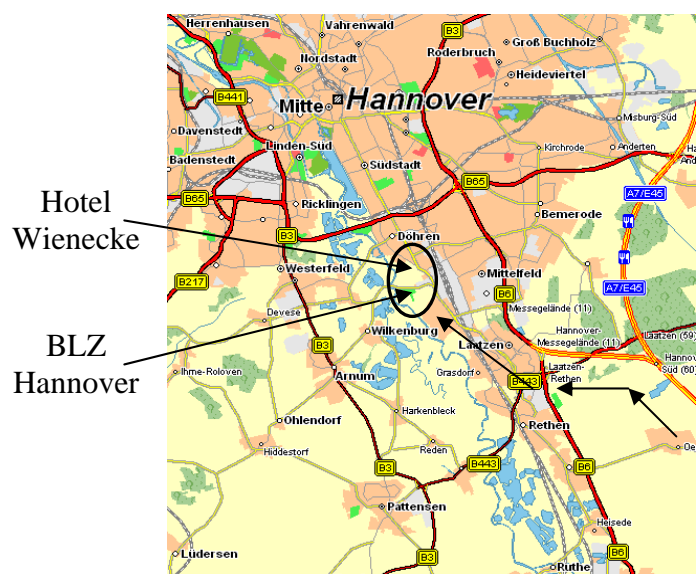 Herrenhausen
Vahrenwald
B3
Groß Buchholz
Roderbruch
Nordstadt
Heideviertel
B441
Mitte
Hannover
Davenstedt
Misburg-Süd
Linden-Süd
Kirchrode
Anderten
Badenstedt
Südstadt
B65
B65
A7/E45
Ricklingen
Bemerode
Hotel
Wienecke
B3
Döhren
Westerfeld
Mittelfeld
B217
B6
A7/E45
Devese
Messegelände (11)
Wilkenburg
Hannover-
Messegelände (11)
Laatzen (59)
BLZ
Hannover
B3
Laatzen
Hannov
Süd (60)
Ihme-Roloven
Arnum
Grasdorf
Laatzen-
Rethen
B443
Harkenbleck
Ohlendorf
Rethen
Hiddestorf
Reden
B3
B443
B6
Pattensen
Heisede
Lüdersen
B3
B6
Ruthe